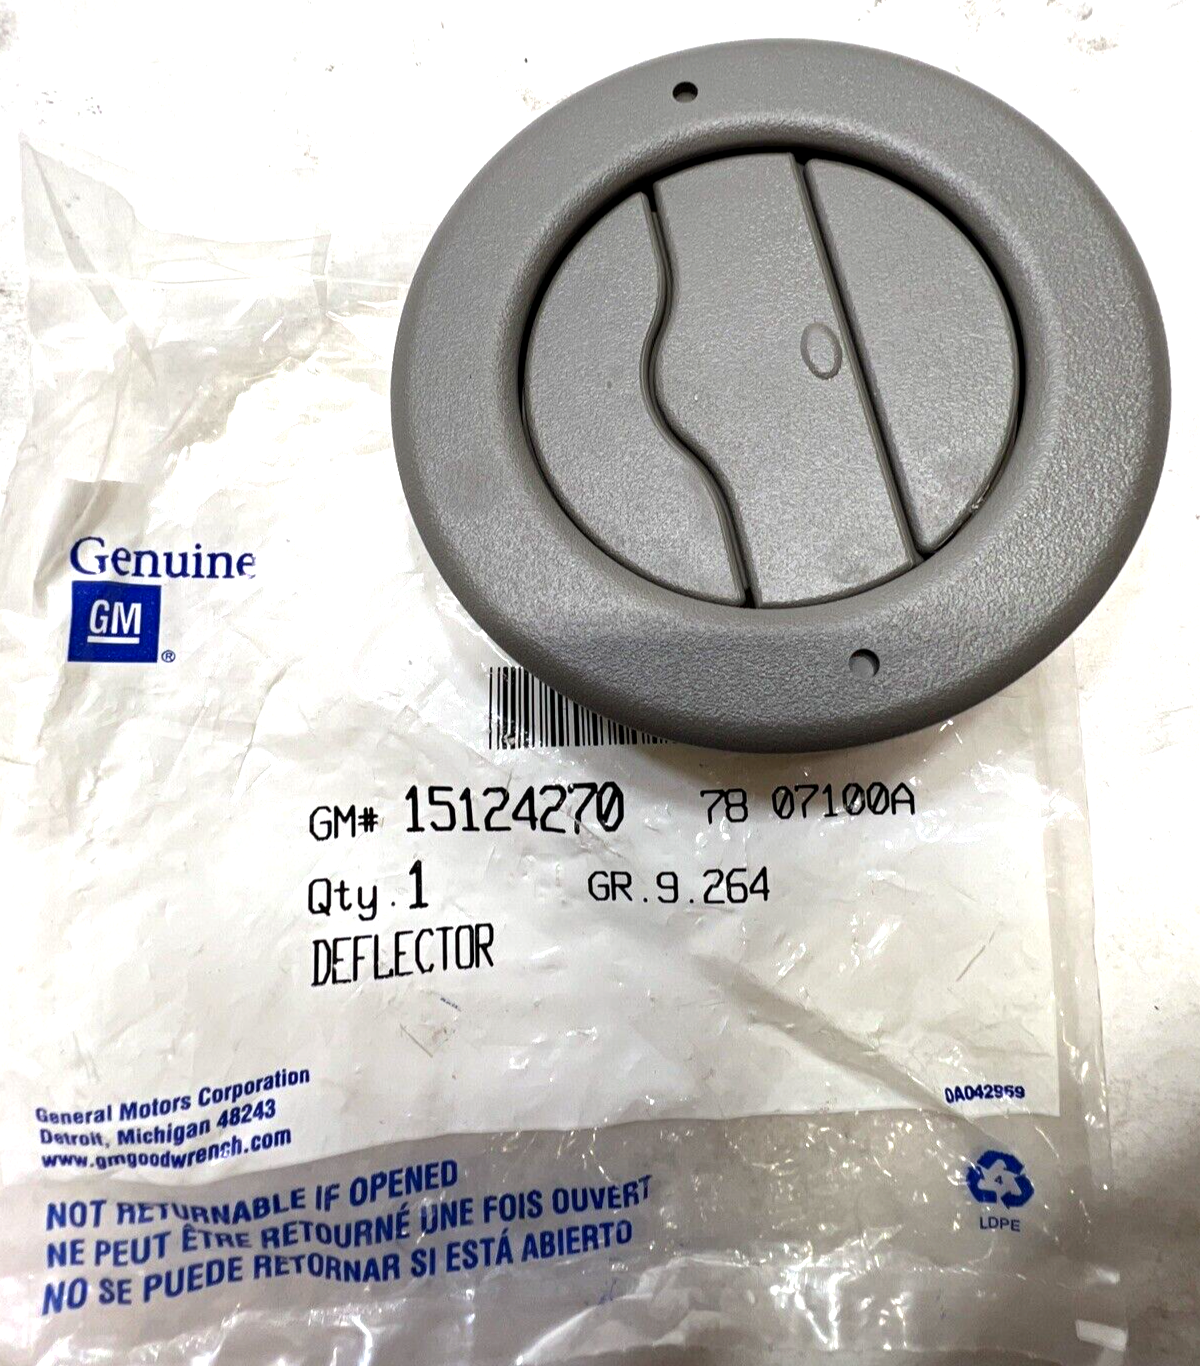 Genuine
GM
®
GM# 15124270 78 07100A
Qty.1 GR.9.264
DEFLECTOR
General Motors Corporation
Detroit, Michigan 48243
www.gmgoodwrench.com
0A042969
NOT RETURNABLE IF OPENED
NE PEUT ÊTRE RETOURNÉ UNE FOIS OUVERT
NO SE PUEDE RETORNAR SI ESTÁ ABIERTO
4
LDPE